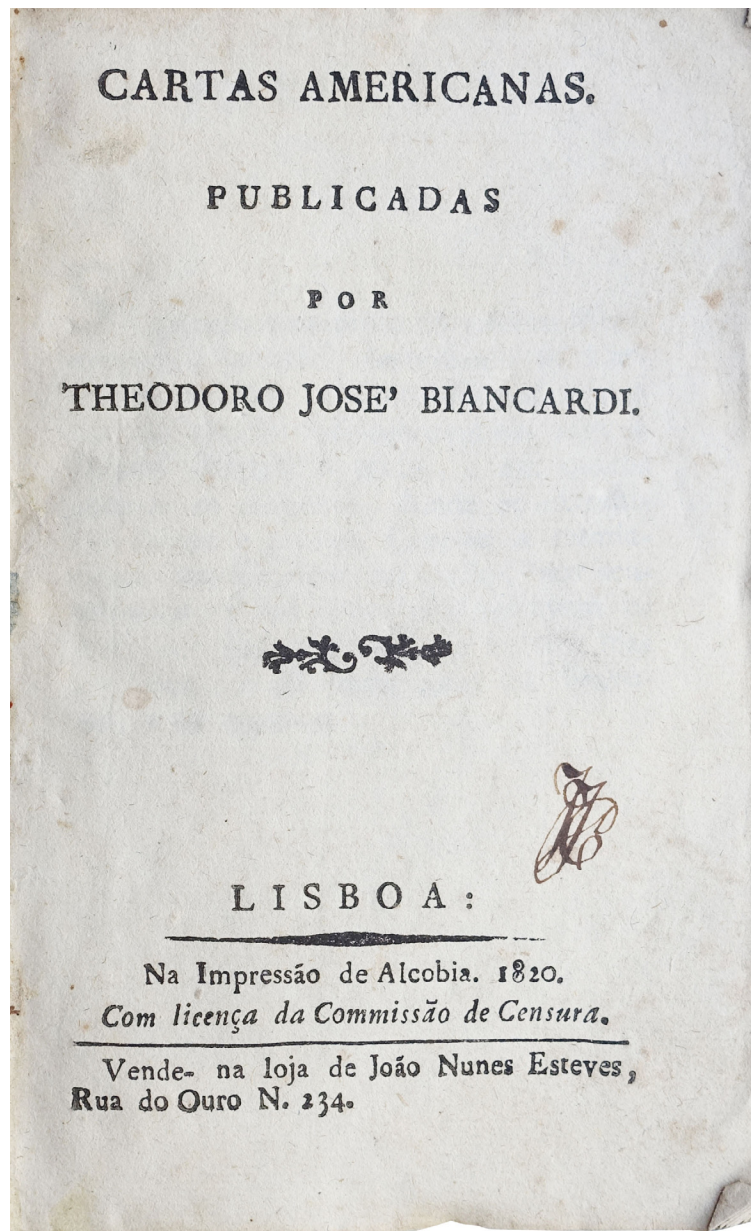 CARTAS AMERICANAS.
PUBLICADAS
POR
THEODORO JOSE' BIANCARDI.
LISBOA:
Na Impressão de Alcobia. 1820.
Com licença da Commissão de Censura.
Vende- na loja de João Nunes Esteves,
Rua do Ouro N. 234.